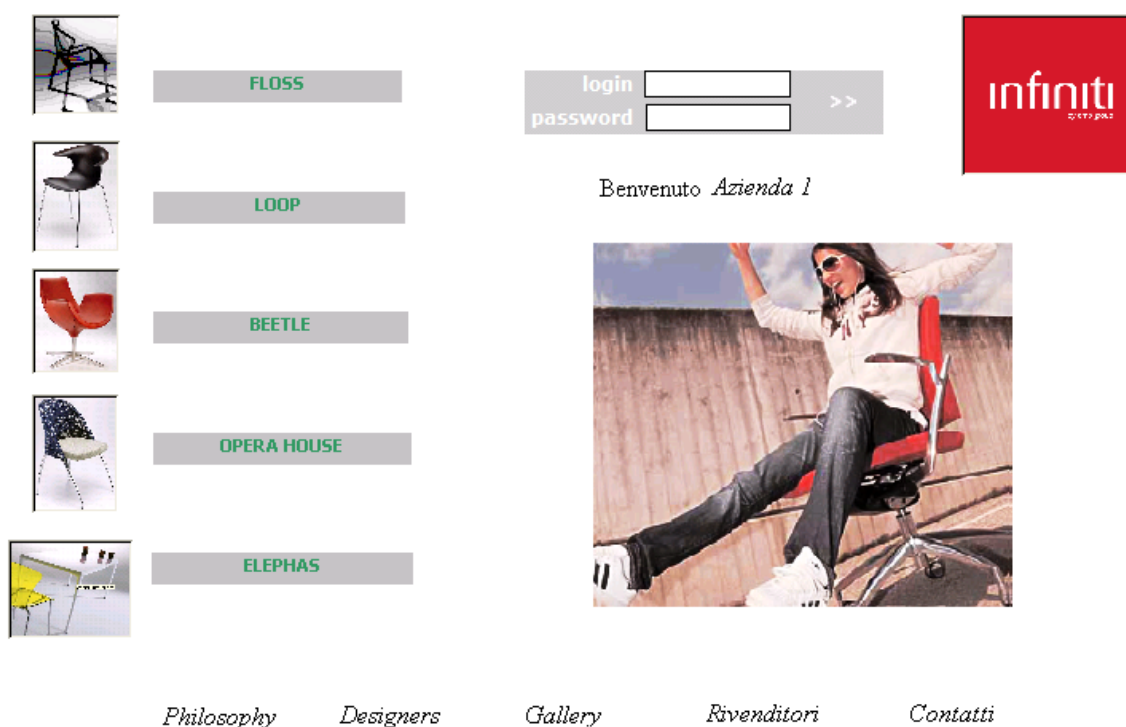 FLOSS
LOOP
BEETLE
OPERA HOUSE
ELEPHAS
login
password
>>
infiniti
Benvenuto Azienda 1
Philosophy Designers Gallery Rivenditori Contatti